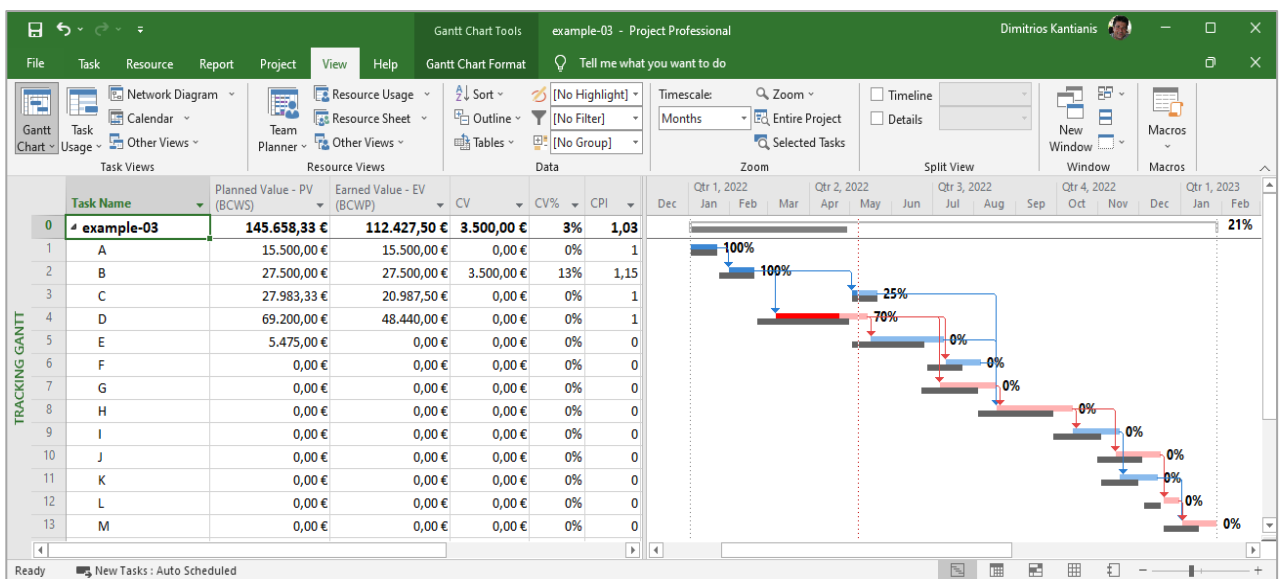 Gantt Chart Tools example-03 - Project Professional Dimitrios Kantianis
File Task Resource Report Project View Help Gantt Chart Format Tell me what you want to do
Gantt Chart
Task Usage
Network Diagram
Calendar
Other Views
Task Views
Team Planner
Resource Usage
Resource Sheet
Other Views
Resource Views
Sort
Outline
Tables
[No Highlight]
[No Filter]
[No Group]
Data
Timescale:
Months
Zoom
Entire Project
Selected Tasks
Zoom
Timeline
Details
Split View
New Window
Window
Macros
Macros
Task Name Planned Value - PV (BCWS) Earned Value - EV (BCWP) CV CV% CPI
Qtr 1, 2022 Qtr 2, 2022 Qtr 3, 2022 Qtr 4, 2022 Qtr 1, 2023
Dec Jan Feb Mar Apr May Jun Jul Aug Sep Oct Nov Dec Jan Feb
TRACKING GANTT
0 example-03 145.658,33 € 112.427,50 € 3.500,00 € 3% 1,03 21%
1 A 15.500,00 € 15.500,00 € 0,00 € 0% 1 100%
2 B 27.500,00 € 27.500,00 € 3.500,00 € 13% 1,15 100%
3 C 27.983,33 € 20.987,50 € 0,00 € 0% 1 25%
4 D 69.200,00 € 48.440,00 € 0,00 € 0% 1 70%
5 E 5.475,00 € 0,00 € 0,00 € 0% 0 0%
6 F 0,00 € 0,00 € 0,00 € 0% 0 0%
7 G 0,00 € 0,00 € 0,00 € 0% 0 0%
8 H 0,00 € 0,00 € 0,00 € 0% 0 0%
9 I 0,00 € 0,00 € 0,00 € 0% 0 0%
10 J 0,00 € 0,00 € 0,00 € 0% 0 0%
11 K 0,00 € 0,00 € 0,00 € 0% 0 0%
12 L 0,00 € 0,00 € 0,00 € 0% 0 0%
13 M 0,00 € 0,00 € 0,00 € 0% 0 0%
Ready New Tasks : Auto Scheduled